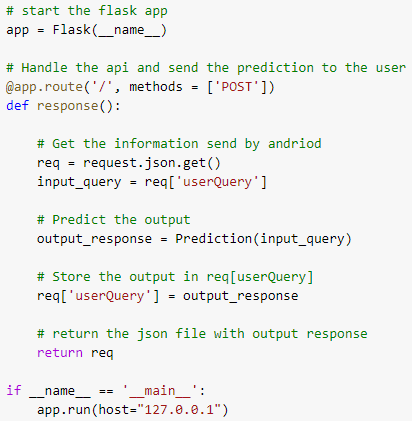 # start the flask app
app = Flask(__name__)
# Handle the api and send the prediction to the user
@app.route('/', methods = ['POST'])
def response():
# Get the information send by andriod
req = request.json.get()
input_query = req['userQuery']
# Predict the output
output_response = Prediction(input_query)
# Store the output in req[userQuery]
req['userQuery'] = output_response
# return the json file with output response
return req
if __name__ == '__main__':
app.run(host="127.0.0.1")